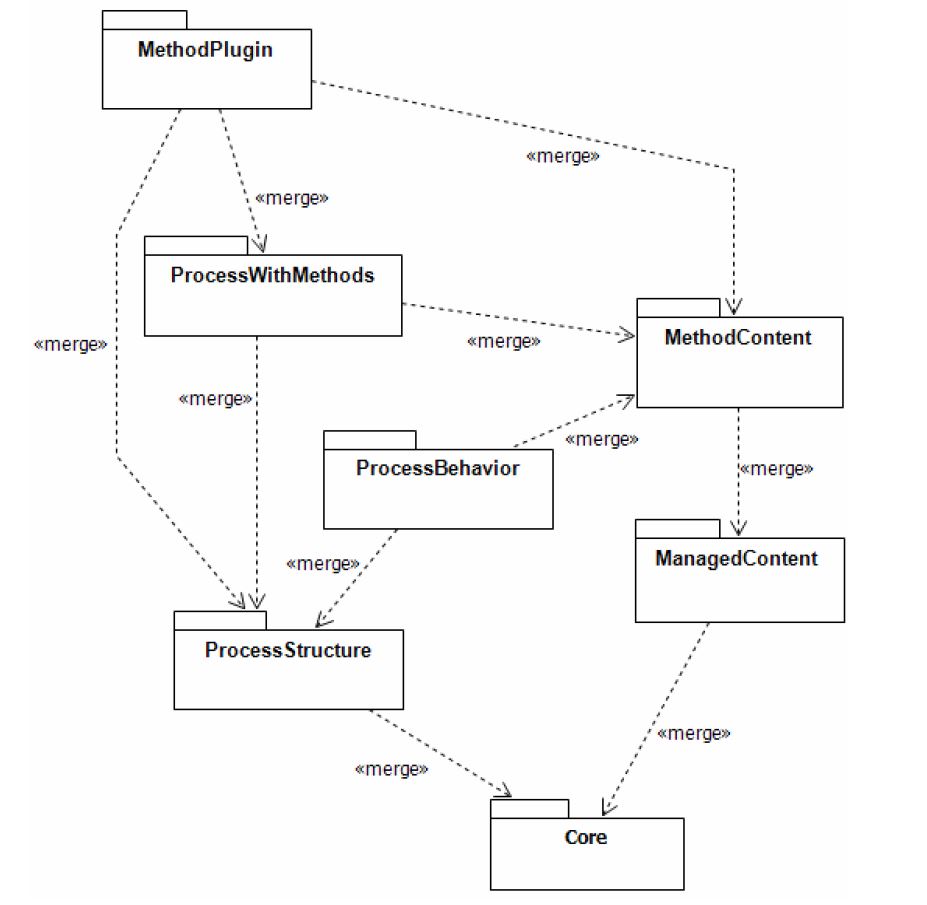 MethodPlugin
«merge»
«merge»
ProcessWithMethods
«merge»
«merge»
MethodContent
«merge»
«merge»
ProcessBehavior
«merge»
ManagedContent
«merge»
ProcessStructure
«merge»
«merge»
Core